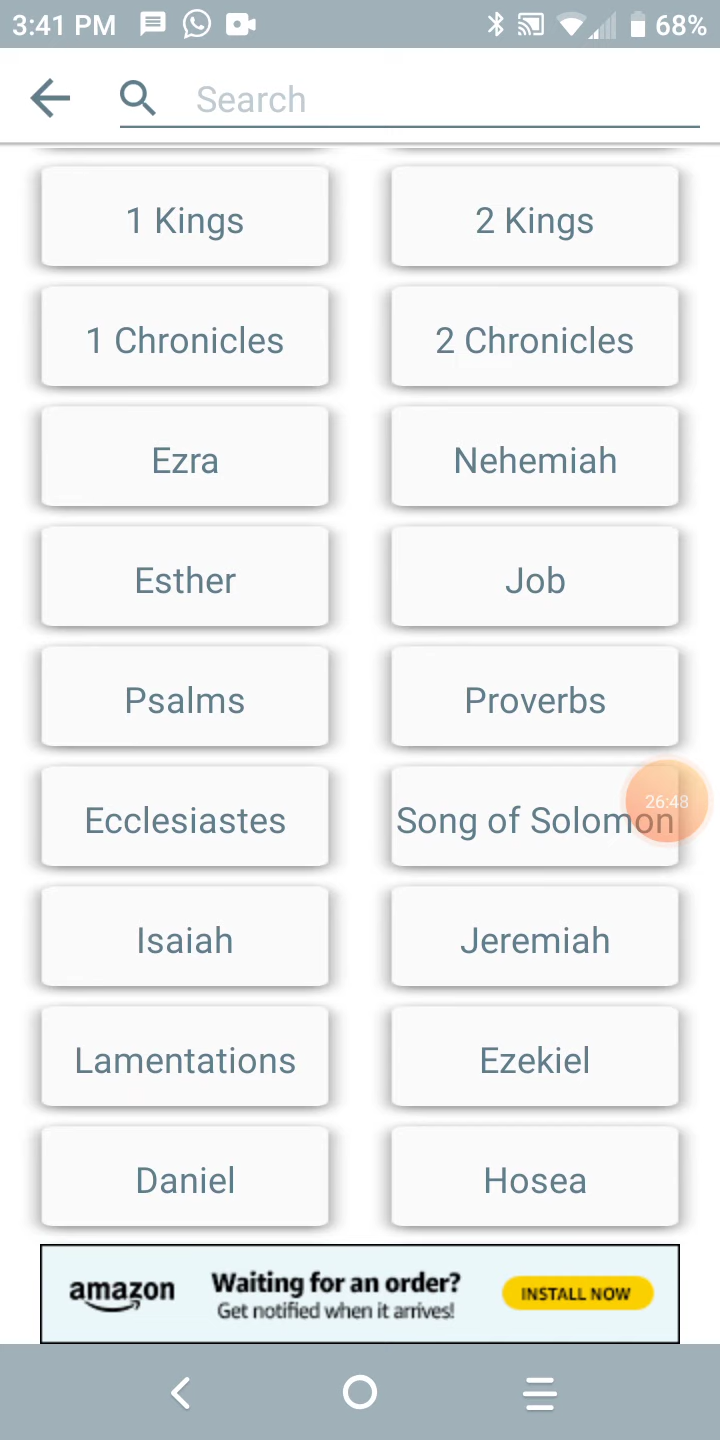 3:41 PM 68%
Search
1 Kings 2 Kings
1 Chronicles 2 Chronicles
Ezra Nehemiah
Esther Job
Psalms Proverbs
Ecclesiastes Song of Solomon
26:48
Isaiah Jeremiah
Lamentations Ezekiel
Daniel Hosea
amazon Waiting for an order? INSTALL NOW
Get notified when it arrives!